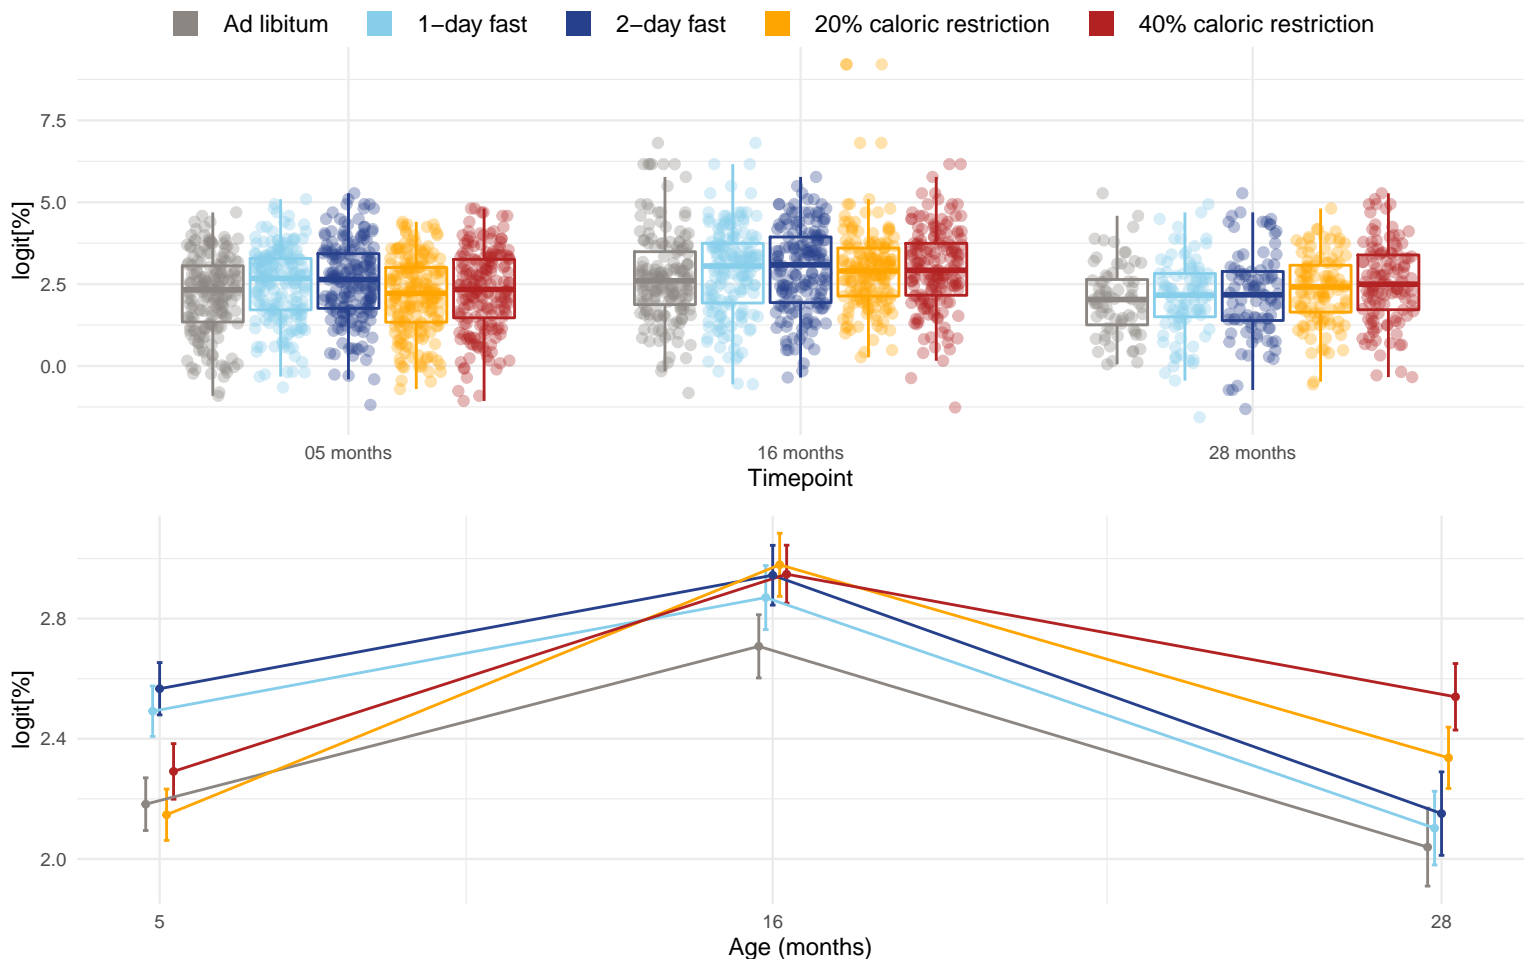 Ad libitum 1−day fast 2−day fast 20% caloric restriction 40% caloric restriction
7.5
5.0
2.5
0.0
logit[%]
05 months 16 months 28 months
Timepoint
2.8
2.4
2.0
logit[%]
5 16 28
Age (months)